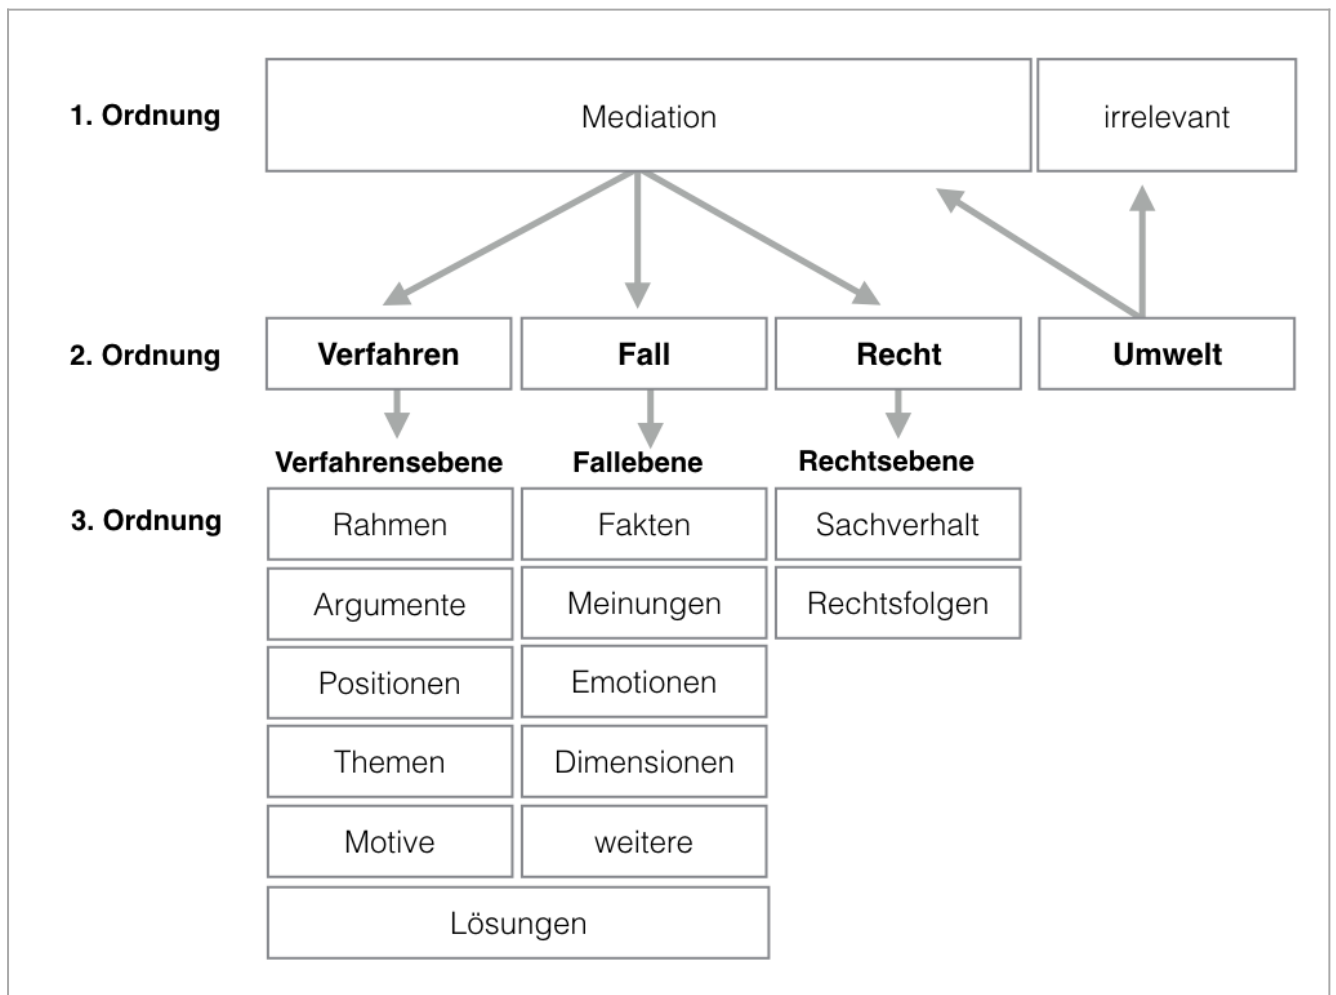 1. Ordnung Mediation irrelevant
2. Ordnung Verfahren Fall Recht Umwelt
Verfahrensebene Fallebene Rechtsebene
3. Ordnung Rahmen Fakten Sachverhalt
Argumente Meinungen Rechtsfolgen
Positionen Emotionen
Themen Dimensionen
Motive weitere
Lösungen